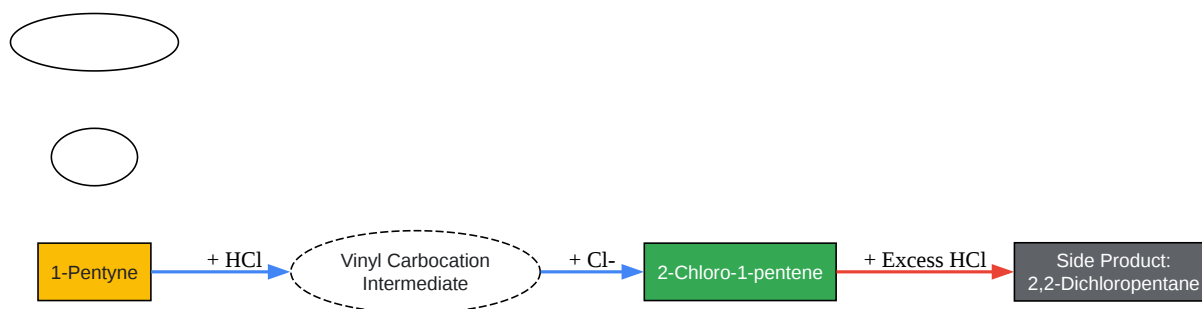 1-Pentyne
+ HCl
Vinyl Carbocation
Intermediate
+ Cl-
2-Chloro-1-pentene
+ Excess HCl
Side Product:
2,2-Dichloropentane